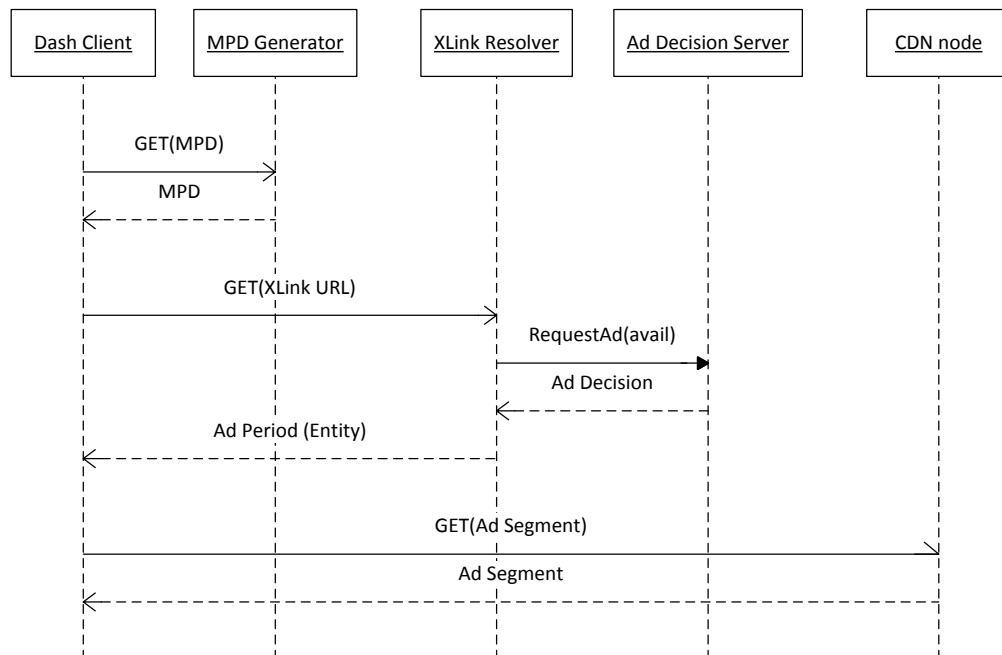 Dash Client
MPD Generator
XLink Resolver
Ad Decision Server
CDN node
GET(MPD)
MPD
GET(XLink URL)
RequestAd(avail)
Ad Decision
Ad Period (Entity)
GET(Ad Segment)
Ad Segment